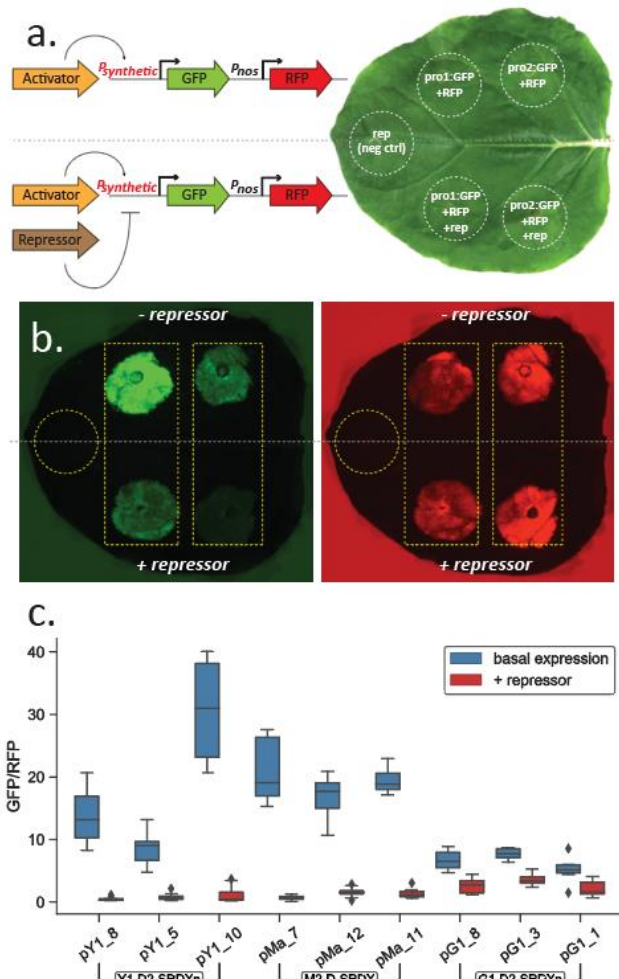 a.
Activator
Psynthetic
GFP
Pnos
RFP
pro1:GFP
+RFP
pro2:GFP
+RFP
rep
(neg ctrl)
Activator
Psynthetic
GFP
Pnos
RFP
Repressor
pro1:GFP
+RFP
+rep
pro2:GFP
+RFP
+rep
b.
- repressor
+ repressor
- repressor
+ repressor
c.
basal expression
+ repressor
GFP/RFP
40
30
20
10
0
pY1_8
pY1_5
pY1_10
pMa_7
pMa_12
pMa_11
pG1_8
pG1_3
pG1_1